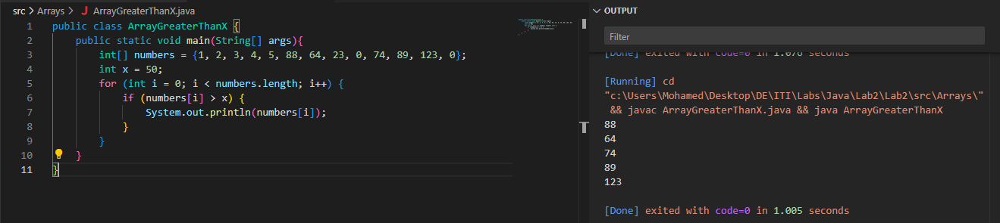 src > Arrays > J ArrayGreaterThanX.java
1 public class ArrayGreaterThanX {
2 public static void main(String[] args){
3 int[] numbers = {1, 2, 3, 4, 5, 88, 64, 23, 0, 74, 89, 123, 0};
4 int x = 50;
5 for (int i = 0; i < numbers.length; i++) {
6 if (numbers[i] > x) {
7 System.out.println(numbers[i]);
8 }
9 }
10 }
11 }
OUTPUT
Filter
[Done] exited with code=0 in 1.076 seconds
[Running] cd
"c:\Users\Mohamed\Desktop\DE\ITI\Labs\Java\Lab2\Lab2\src\Arrays\"
&& javac ArrayGreaterThanX.java && java ArrayGreaterThanX
88
64
74
89
123
[Done] exited with code=0 in 1.005 seconds